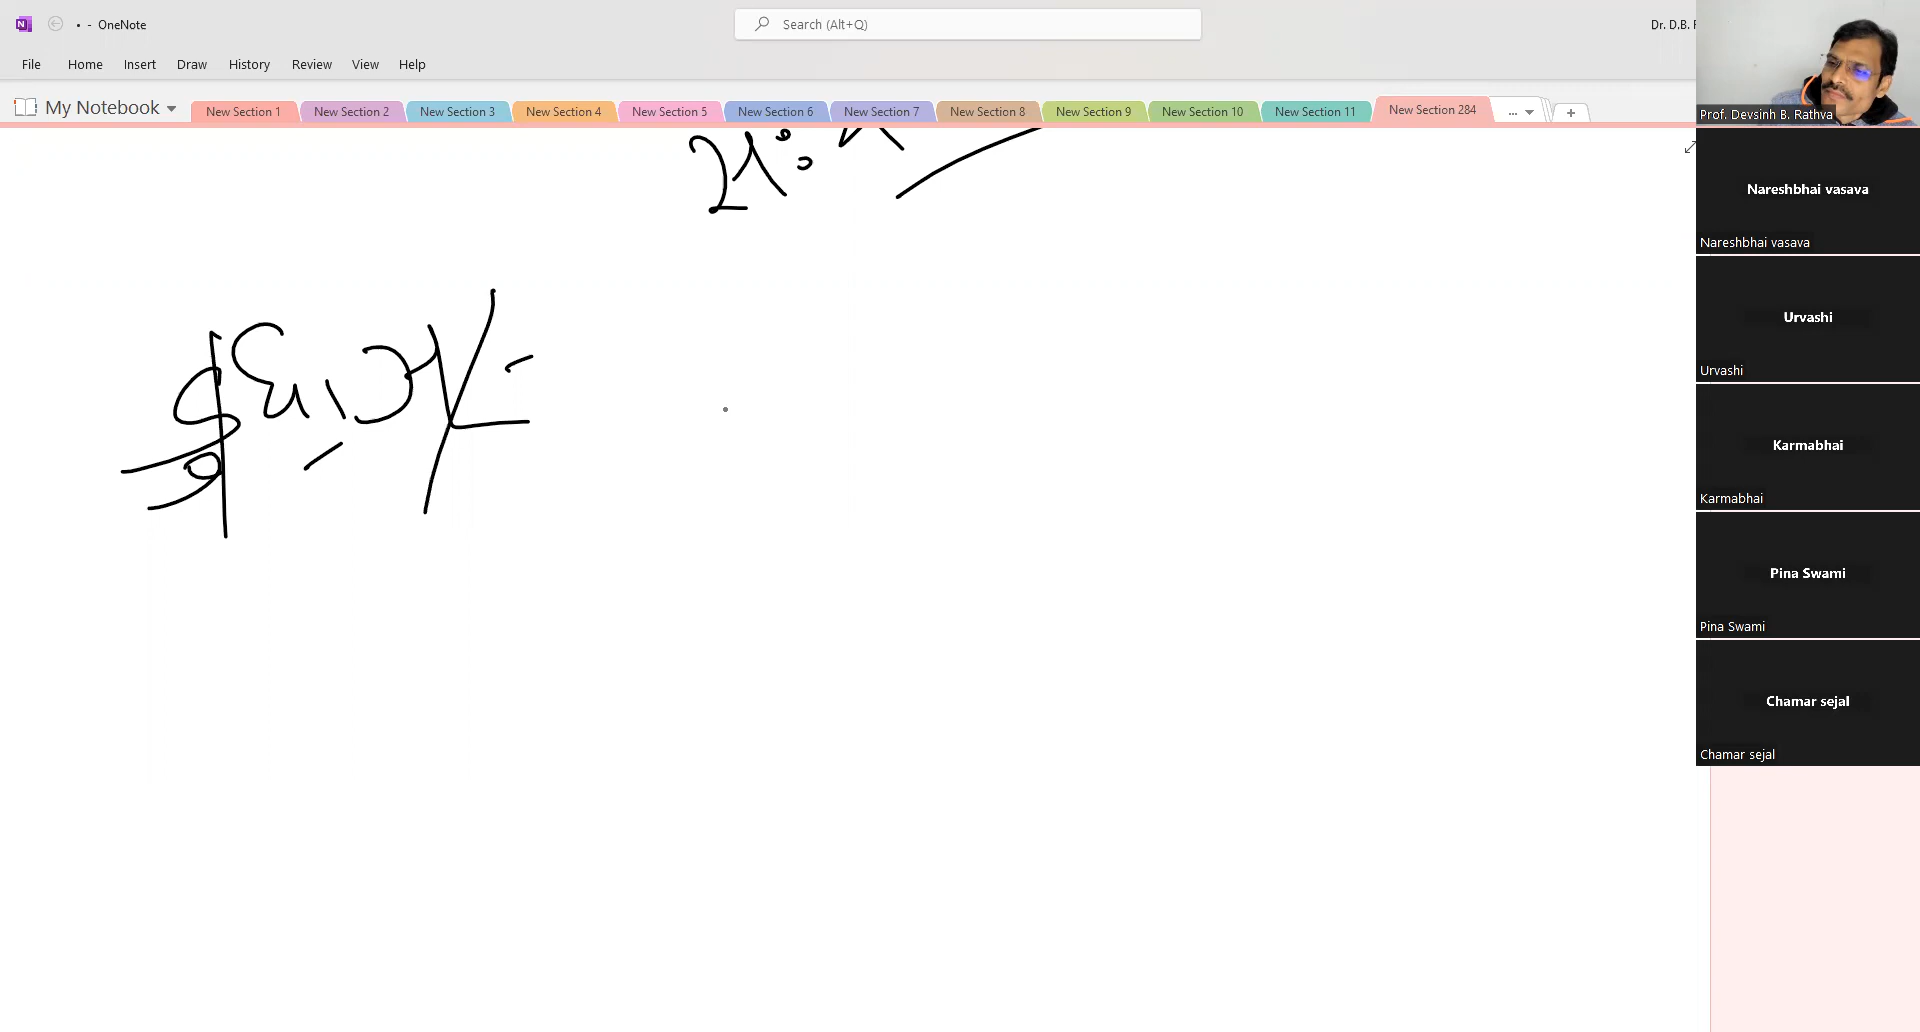 • - OneNote
Search (Alt+Q)
Dr. D.B.
File Home Insert Draw History Review View Help
My Notebook New Section 1 New Section 2 New Section 3 New Section 4 New Section 5 New Section 6 New Section 7 New Section 8 New Section 9 New Section 10 New Section 11 New Section 284 ... +
Prof. Devsinh B. Rathva
Nareshbhai vasava
Nareshbhai vasava
Urvashi
Urvashi
Karmabhai
Karmabhai
Pina Swami
Pina Swami
Chamar sejal
Chamar sejal